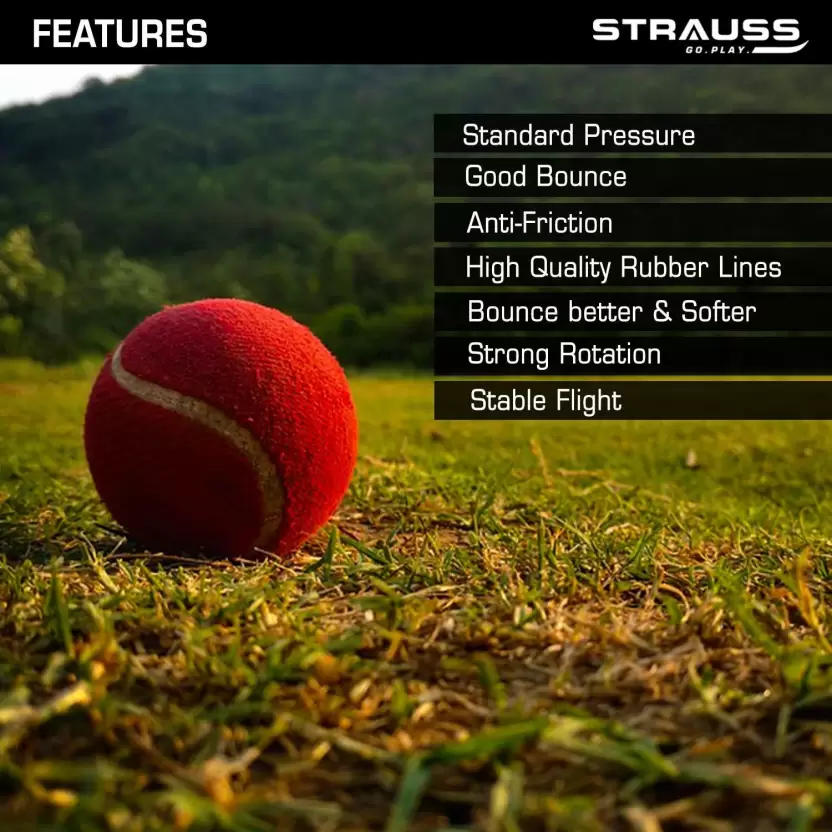 FEATURES
STRAUSS
GO.PLAY.
Standard Pressure
Good Bounce
Anti-Friction
High Quality Rubber Lines
Bounce better & Softer
Strong Rotation
Stable Flight